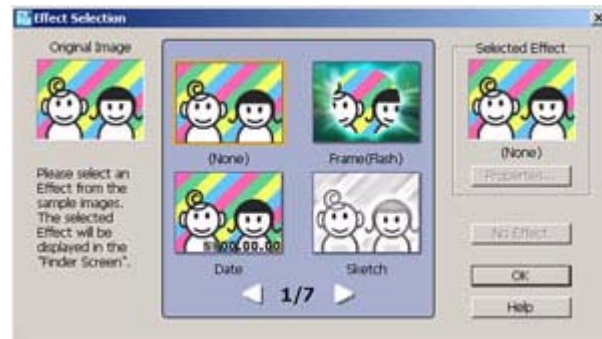 Effect Selection
Original Image
Please select an
Effect from the
sample images.
The selected
Effect will be
displayed in the
"Finder Screen".
(None)
Frame(Flash)
Date
Sketch
1/7
Selected Effect
(None)
Properties...
No Effect
OK
Help